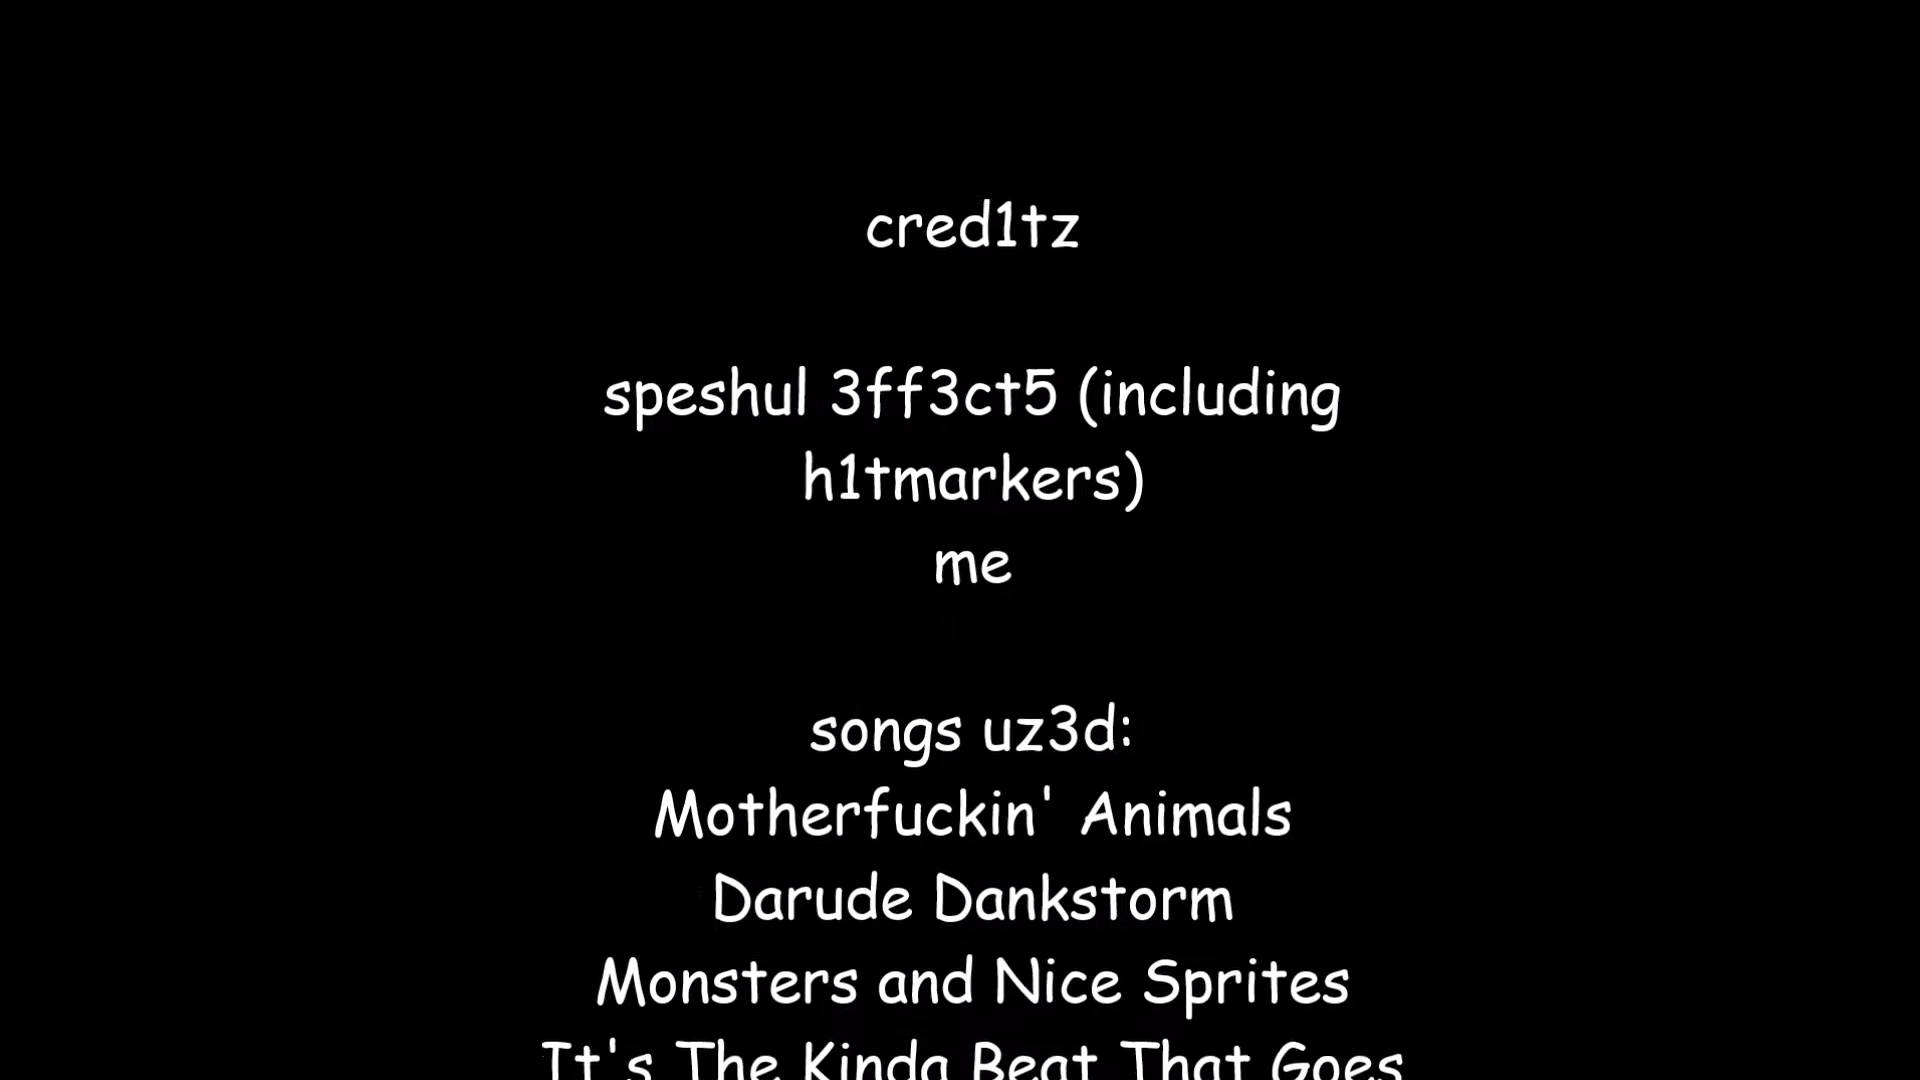 cred1tz
speshul 3ff3ct5 (including
h1tmarkers)
me
songs uz3d:
Motherfuckin' Animals
Darude Dankstorm
Monsters and Nice Sprites
It's The Kinda Beat That Goes